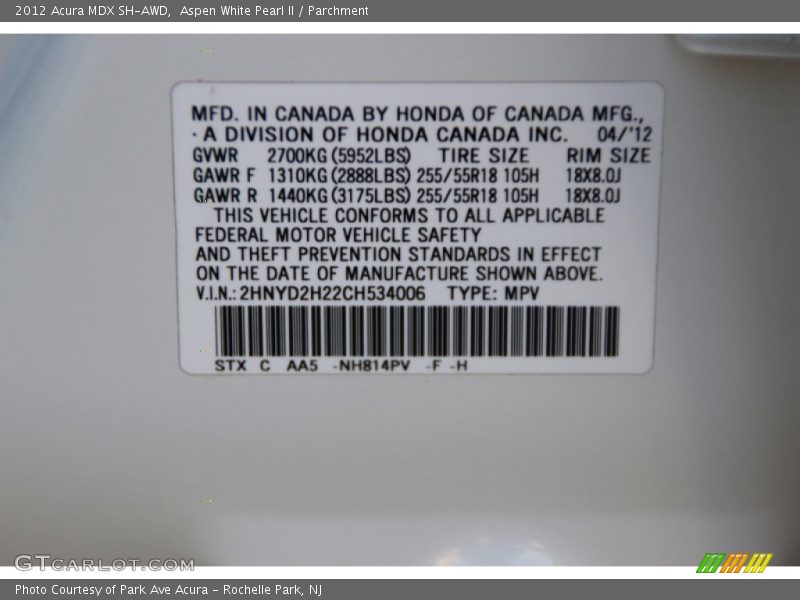 2012 Acura MDX SH-AWD,  Aspen White Pearl II / Parchment
MFD. IN CANADA BY HONDA OF CANADA MFG.,
· A DIVISION OF HONDA CANADA INC.   04/'12
GVWR   2700KG (5952LBS)   TIRE SIZE   RIM SIZE
GAWR F  1310KG (2888LBS) 255/55R18 105H   18X8.0J
GAWR R  1440KG (3175LBS) 255/55R18 105H   18X8.0J
THIS VEHICLE CONFORMS TO ALL APPLICABLE
FEDERAL MOTOR VEHICLE SAFETY
AND THEFT PREVENTION STANDARDS IN EFFECT
ON THE DATE OF MANUFACTURE SHOWN ABOVE.
V.I.N.: 2HNYD2H22CH534006   TYPE: MPV
STX  C  AA5  -NH814PV  -F -H
GTCARLOT.COM
Photo Courtesy of Park Ave Acura - Rochelle Park, NJ